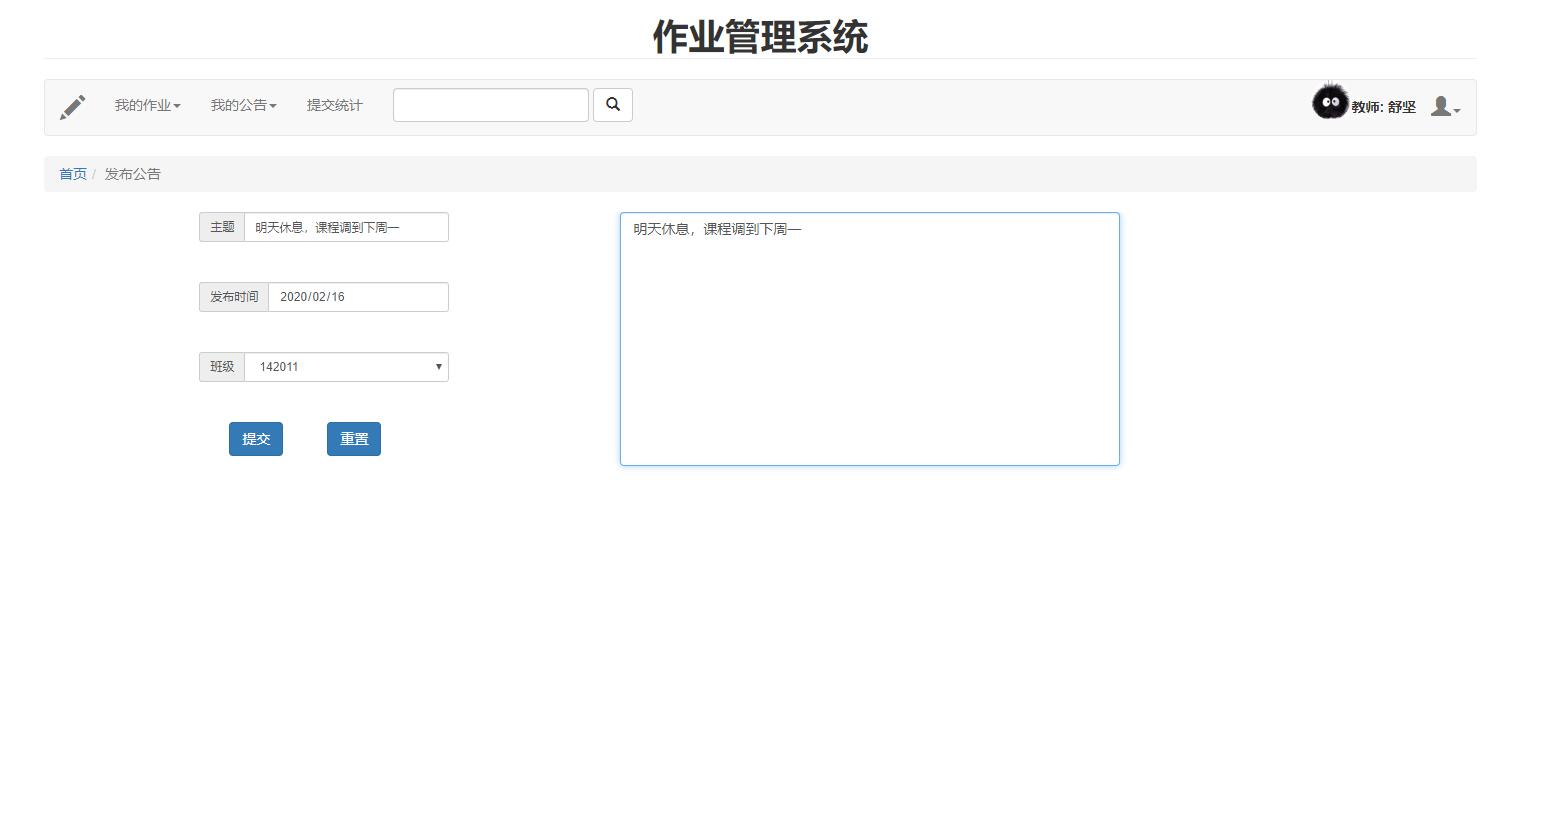 作业管理系统
我的作业 我的公告 提交统计 教师: 舒坚
首页 / 发布公告
主题 明天休息，课程调到下周一
明天休息，课程调到下周一
发布时间 2020/02/16
班级 142011
提交 重置